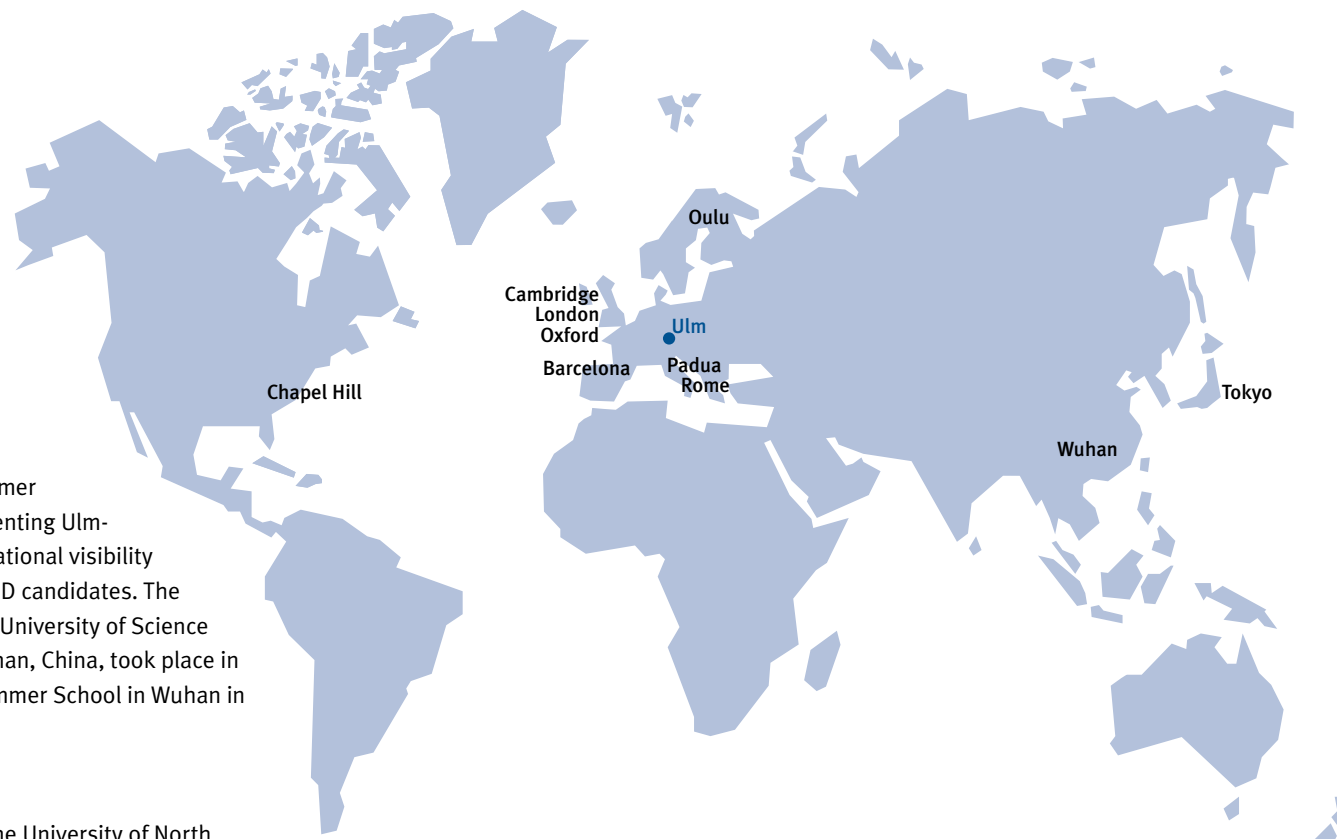 Oulu
Cambridge
London
Oxford
Ulm
Barcelona
Padua
Rome
Chapel Hill
Tokyo
Wuhan
mer
enting Ulm-
ational visibility
D candidates. The
University of Science
an, China, took place in
mmer School in Wuhan in
he University of North